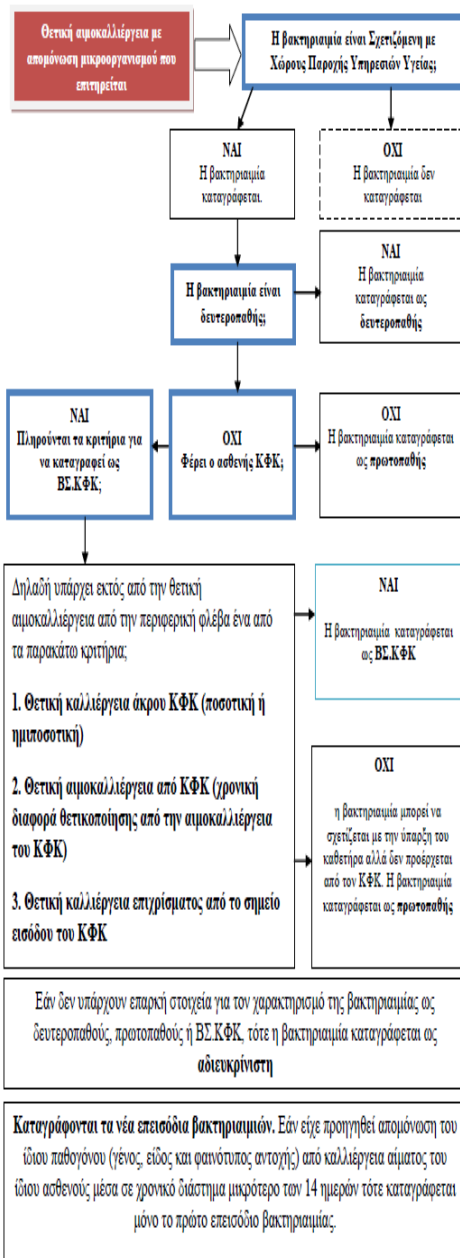 Θετική αιμοκαλλιέργεια με
απομόνωση μικροοργανισμού που
επιτηρείται
Η βακτηριαιμία είναι Σχετιζόμενη με
Χώρους Παροχής Υπηρεσιών Υγείας;
ΝΑΙ
Η βακτηριαιμία
καταγράφεται.
ΟΧΙ
Η βακτηριαιμία δεν
καταγράφεται
Η βακτηριαιμία είναι
δευτεροπαθής;
ΝΑΙ
Η βακτηριαιμία
καταγράφεται ως
δευτεροπαθής
ΝΑΙ
Πληρούνται τα κριτήρια για
να καταγραφεί ως
ΒΣ.ΚΦΚ;
ΟΧΙ
Φέρει ο ασθενής ΚΦΚ;
ΟΧΙ
Η βακτηριαιμία καταγράφεται
ως πρωτοπαθής
Δηλαδή υπάρχει εκτός από την θετική
αιμοκαλλιέργεια από την περιφερική φλέβα ένα από
τα παρακάτω κριτήρια;
1. Θετική καλλιέργεια άκρου ΚΦΚ (ποσοτική ή
ημιποσοτική)
2. Θετική αιμοκαλλιέργεια από ΚΦΚ (χρονική
διαφορά θετικοποίησης από την αιμοκαλλιέργεια
του ΚΦΚ)
3. Θετική καλλιέργεια επιχρίσματος από το σημείο
εισόδου του ΚΦΚ
ΝΑΙ
Η βακτηριαιμία καταγράφεται
ως ΒΣ.ΚΦΚ
ΟΧΙ
η βακτηριαιμία μπορεί να
σχετίζεται με την ύπαρξη του
καθετήρα αλλά δεν προέρχεται
από τον ΚΦΚ. Η βακτηριαιμία
καταγράφεται ως πρωτοπαθής
Εάν δεν υπάρχουν επαρκή στοιχεία για τον χαρακτηρισμό της βακτηριαιμίας ως
δευτεροπαθούς, πρωτοπαθούς ή ΒΣ.ΚΦΚ, τότε η βακτηριαιμία καταγράφεται ως
αδιευκρίνιστη
Καταγράφονται τα νέα επεισόδια βακτηριαιμιών. Εάν είχε προηγηθεί απομόνωση του
ίδιου παθογόνου (γένος, είδος και φαινότυπος αντοχής) από καλλιέργεια αίματος του
ίδιου ασθενούς μέσα σε χρονικό διάστημα μικρότερο των 14 ημερών τότε καταγράφεται
μόνο το πρώτο επεισόδιο βακτηριαιμίας.